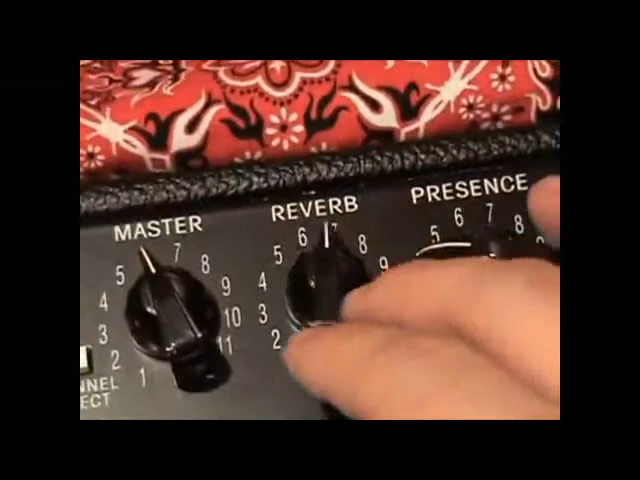 MASTER
REVERB
PRESENCE
1 2 3 4 5 7 8 9 10 11
2 3 4 5 6 7 8 9
5 6 7 8
NNEL
ECT